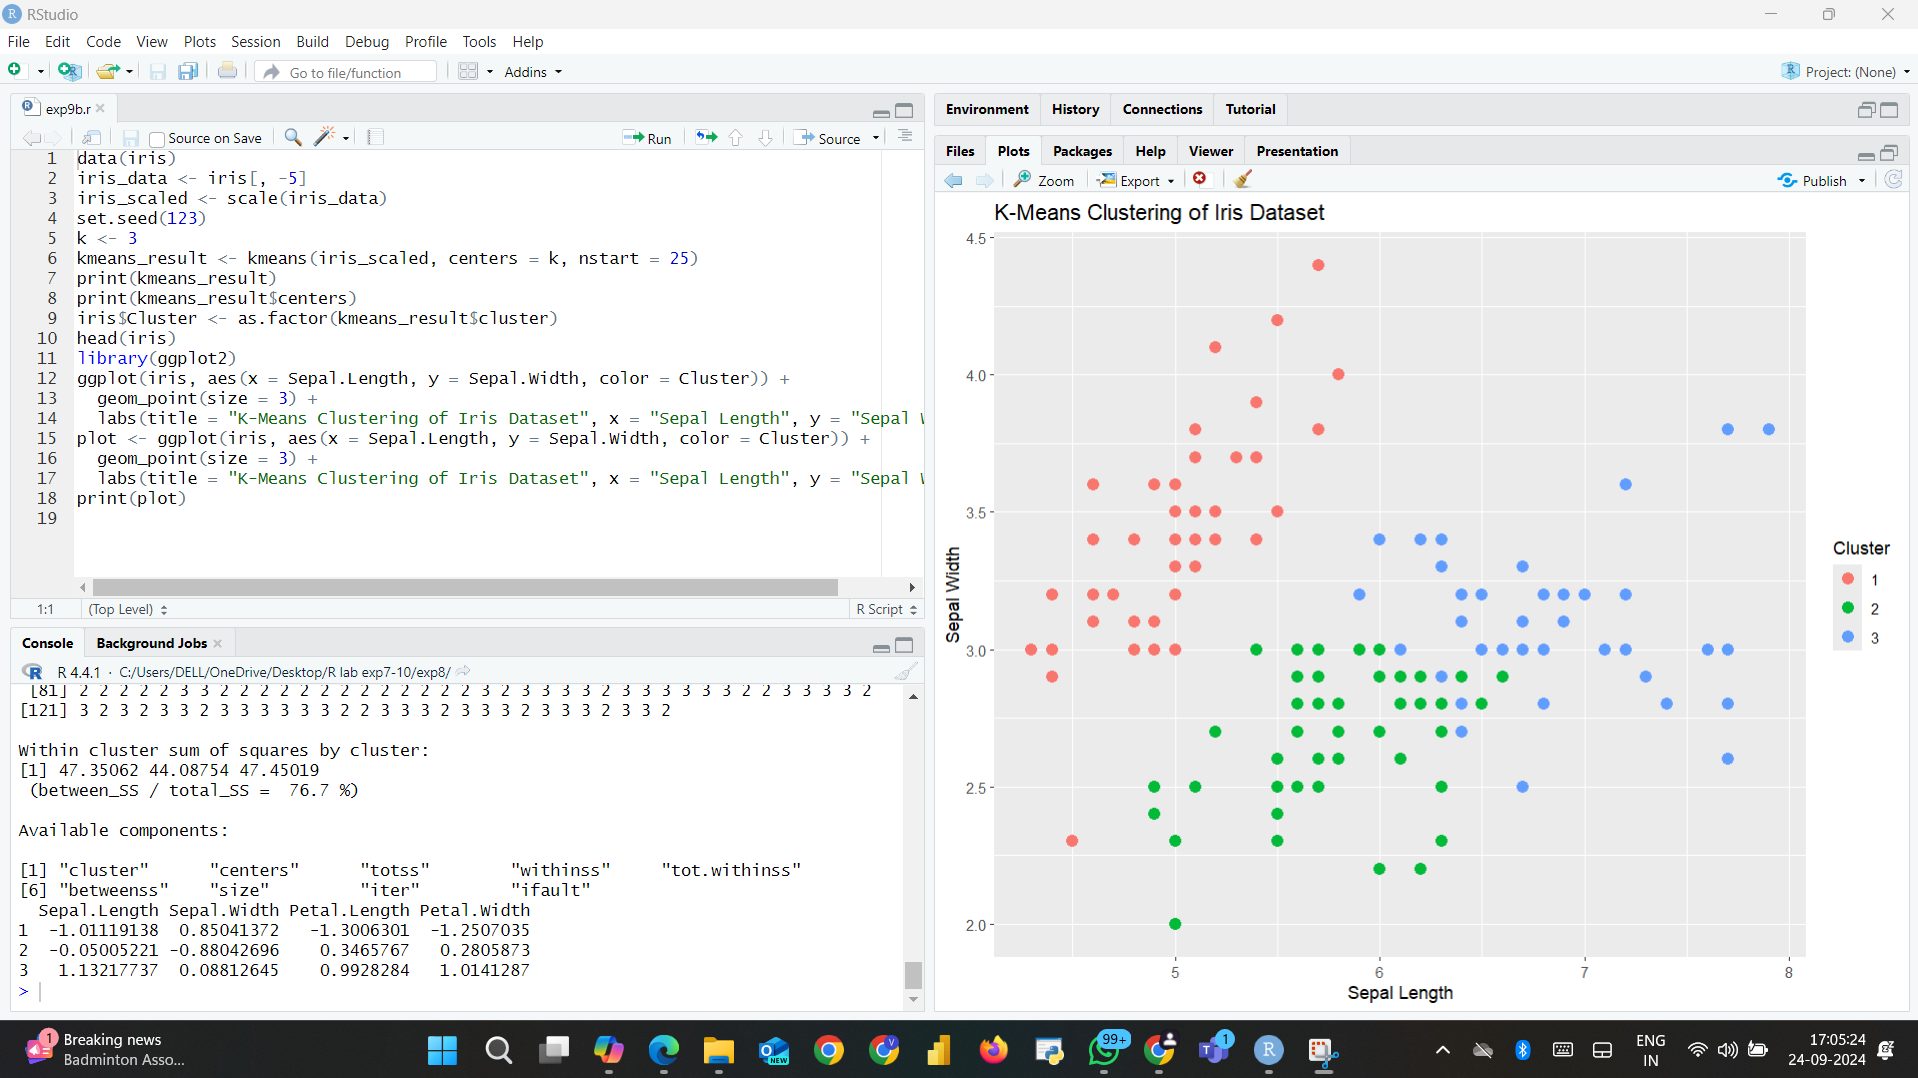 RStudio
File Edit Code View Plots Session Build Debug Profile Tools Help
Go to file/function Addins Project: (None)
exp9b.r
Source on Save Run Source
1 data(iris)
2 iris_data <- iris[, -5]
3 iris_scaled <- scale(iris_data)
4 set.seed(123)
5 k <- 3
6 kmeans_result <- kmeans(iris_scaled, centers = k, nstart = 25)
7 print(kmeans_result)
8 print(kmeans_result$centers)
9 iris$Cluster <- as.factor(kmeans_result$cluster)
10 head(iris)
11 library(ggplot2)
12 ggplot(iris, aes(x = Sepal.Length, y = Sepal.Width, color = Cluster)) +
13 geom_point(size = 3) +
14 labs(title = "K-Means Clustering of Iris Dataset", x = "Sepal Length", y = "Sepal
15 plot <- ggplot(iris, aes(x = Sepal.Length, y = Sepal.Width, color = Cluster)) +
16 geom_point(size = 3) +
17 labs(title = "K-Means Clustering of Iris Dataset", x = "Sepal Length", y = "Sepal
18 print(plot)
19
1:1 (Top Level) R Script
Console Background Jobs
R 4.4.1 · C:/Users/DELL/OneDrive/Desktop/R lab exp7-10/exp8/
[81] 2 2 2 2 2 3 3 2 2 2 2 2 2 2 2 2 2 2 2 2 3 2 3 3 3 3 2 3 3 3 3 3 3 2 2 3 3 3 3 2
[121] 3 2 3 2 3 3 2 3 3 3 3 3 3 2 2 3 3 3 2 3 3 3 2 3 3 3 2 3 3 2
Within cluster sum of squares by cluster:
[1] 47.35062 44.08754 47.45019
(between_SS / total_SS = 76.7 %)
Available components:
[1] "cluster" "centers" "totss" "withinss" "tot.withinss"
[6] "betweenss" "size" "iter" "ifault"
Sepal.Length Sepal.Width Petal.Length Petal.Width
1 -1.01119138 0.85041372 -1.3006301 -1.2507035
2 -0.05005221 -0.88042696 0.3465767 0.2805873
3 1.13217737 0.08812645 0.9928284 1.0141287
>
Environment History Connections Tutorial
Files Plots Packages Help Viewer Presentation
Zoom Export Publish
K-Means Clustering of Iris Dataset
4.5
4.0
3.5
3.0
2.5
2.0
Sepal Width
5 6 7 8
Sepal Length
Cluster
1
2
3
1 Breaking news
Badminton Asso...
NEW
99+
1
ENG
IN
17:05:24
24-09-2024